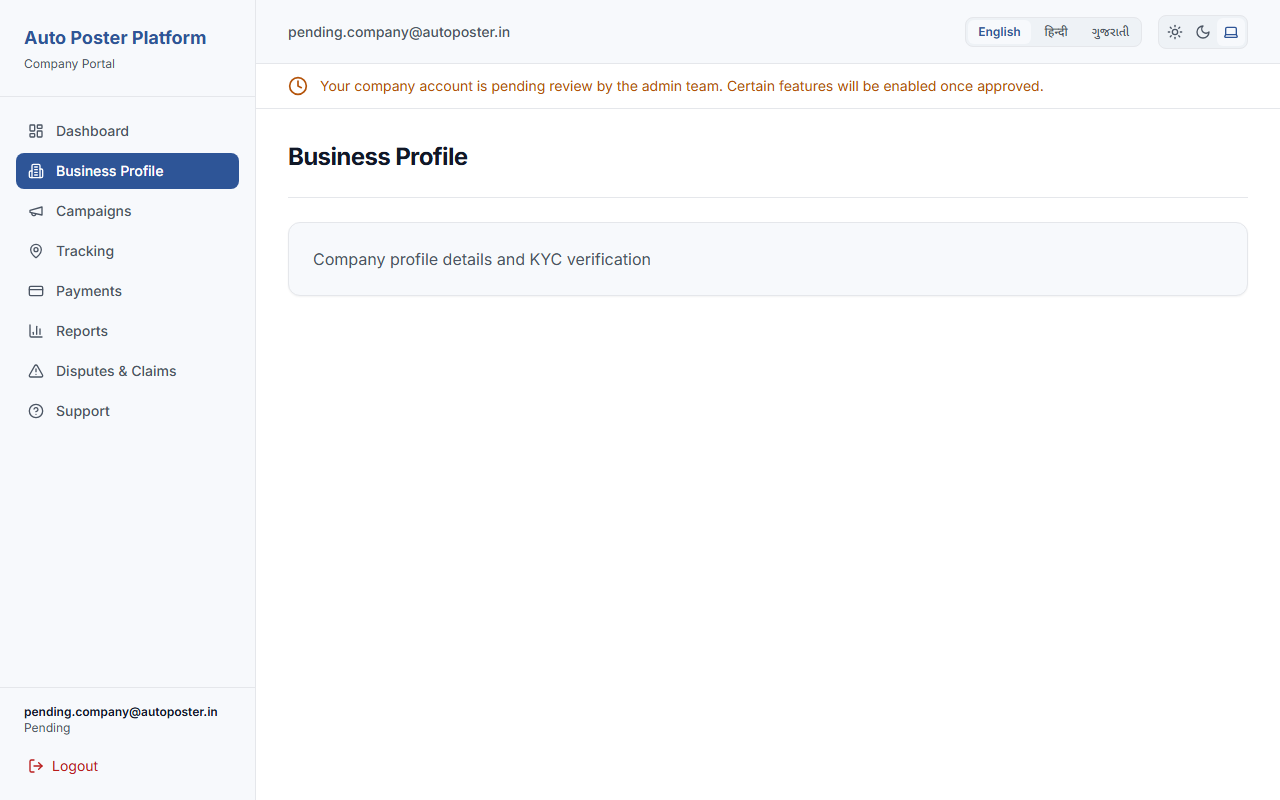 Auto Poster Platform
Company Portal
Dashboard
Business Profile
Campaigns
Tracking
Payments
Reports
Disputes & Claims
Support
pending.company@autoposter.in
Pending
Logout
pending.company@autoposter.in
English
हिन्दी
ગુજરાતી
Your company account is pending review by the admin team. Certain features will be enabled once approved.
Business Profile
Company profile details and KYC verification